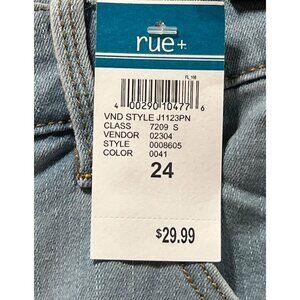 rue+
FL 108
4 00290 10477 6
VND STYLE J1123PN
CLASS 7209 S
VENDOR 02304
STYLE 0008605
COLOR 0041
24
$29.99